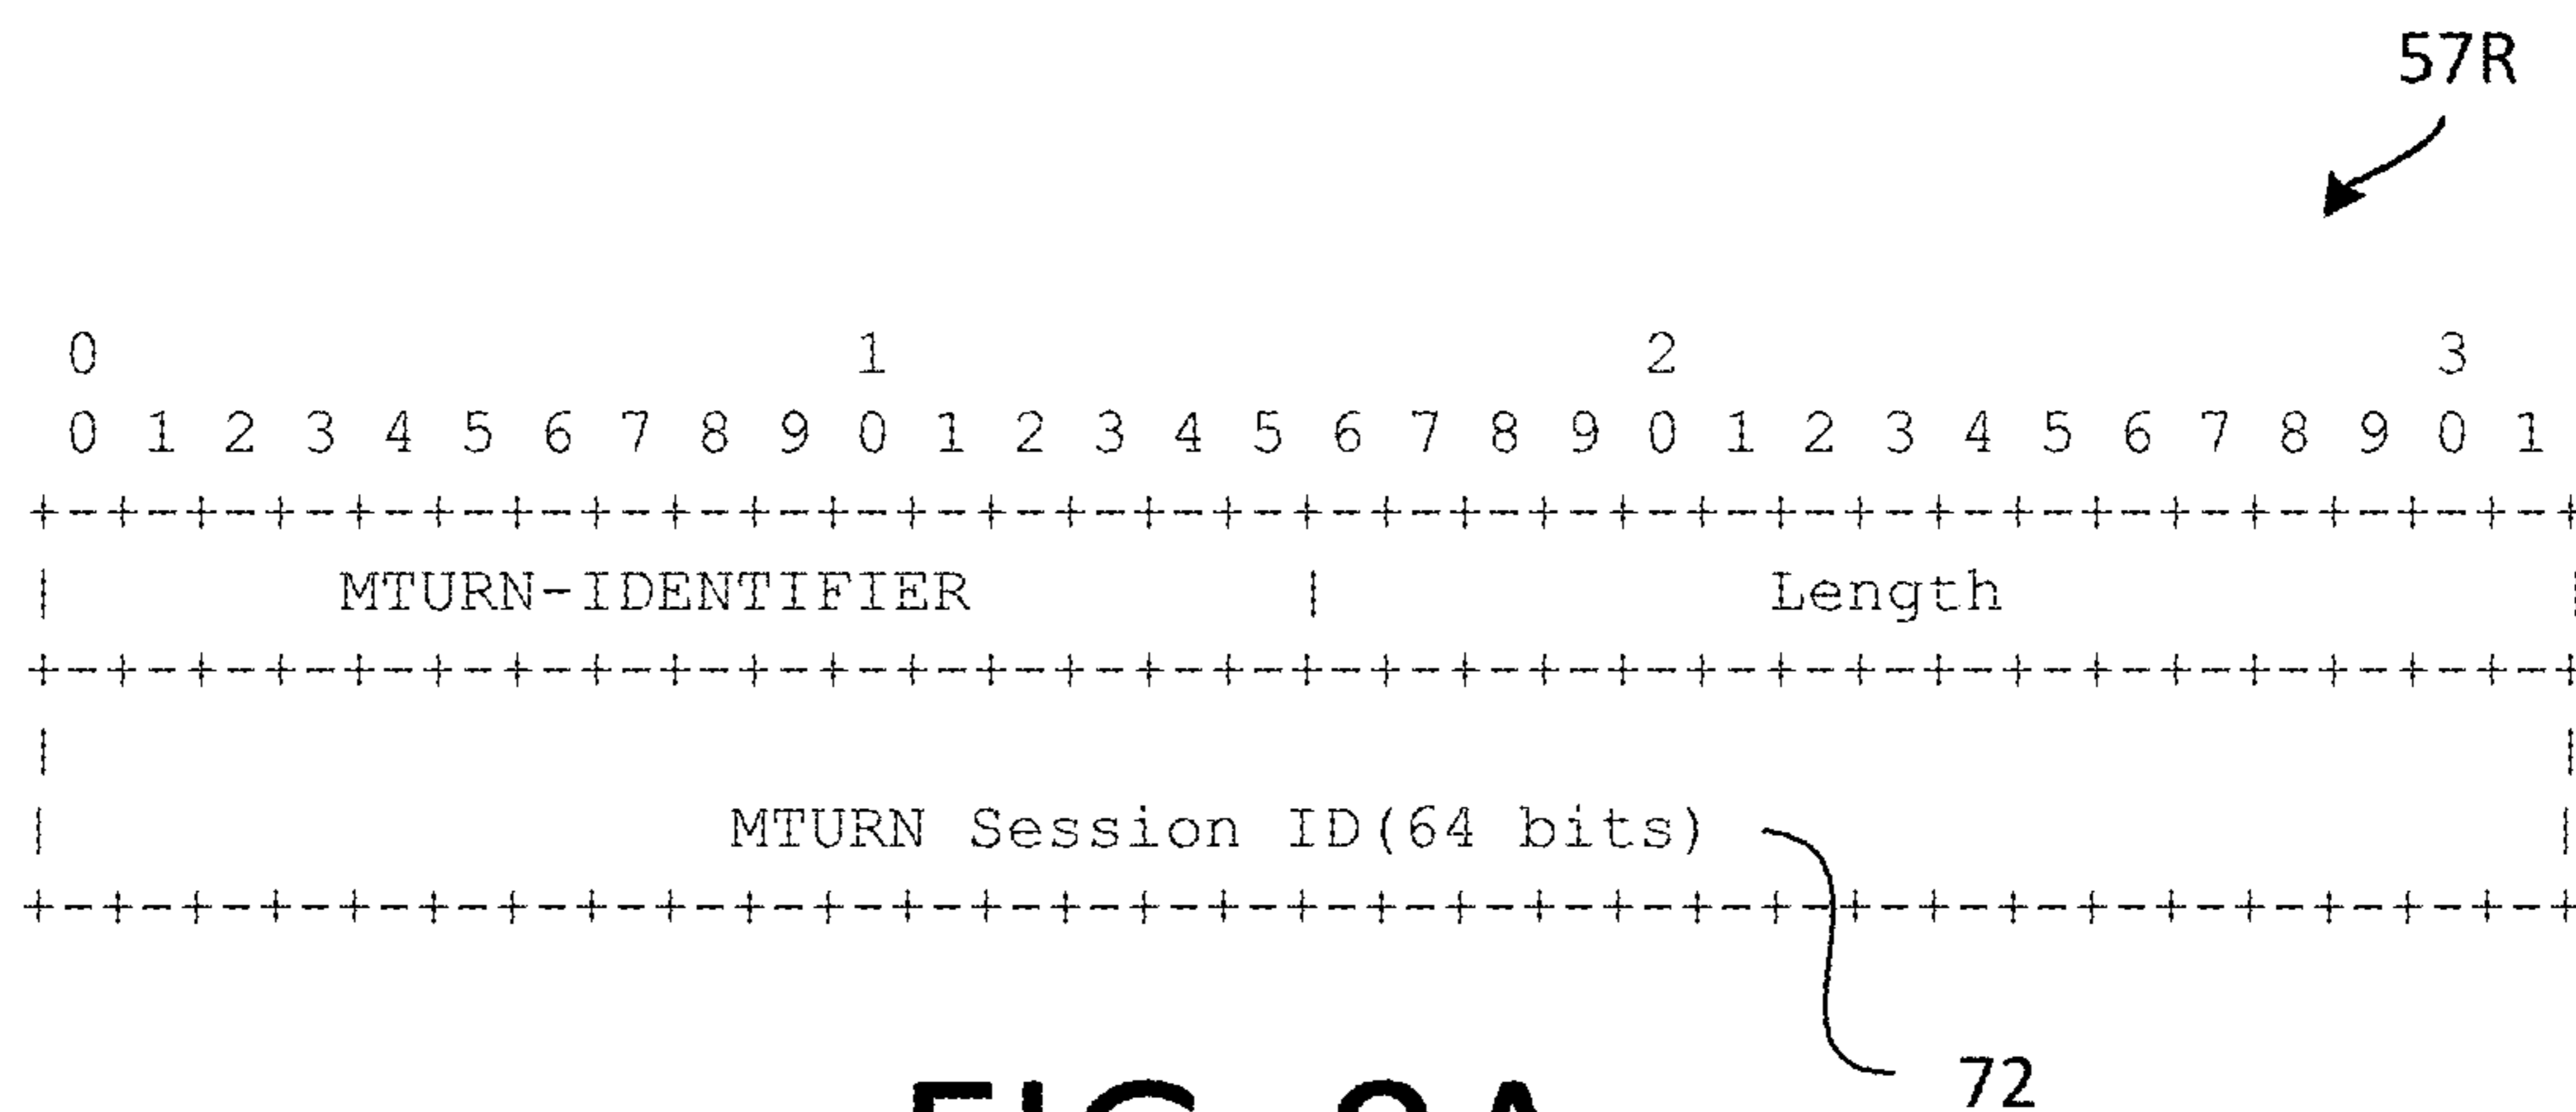 57R
0 1 2 3
0 1 2 3 4 5 6 7 8 9 0 1 2 3 4 5 6 7 8 9 0 1 2 3 4 5 6 7 8 9 0 1
+-+-+-+-+-+-+-+-+-+-+-+-+-+-+-+-+-+-+-+-+-+-+-+-+-+-+-+-+-+-+-+-+
| MTURN-IDENTIFIER | Length |
+-+-+-+-+-+-+-+-+-+-+-+-+-+-+-+-+-+-+-+-+-+-+-+-+-+-+-+-+-+-+-+-+
| |
| MTURN Session ID(64 bits) |
+-+-+-+-+-+-+-+-+-+-+-+-+-+-+-+-+-+-+-+-+-+-+-+-+-+-+-+-+-+-+-+-+
72
FIG